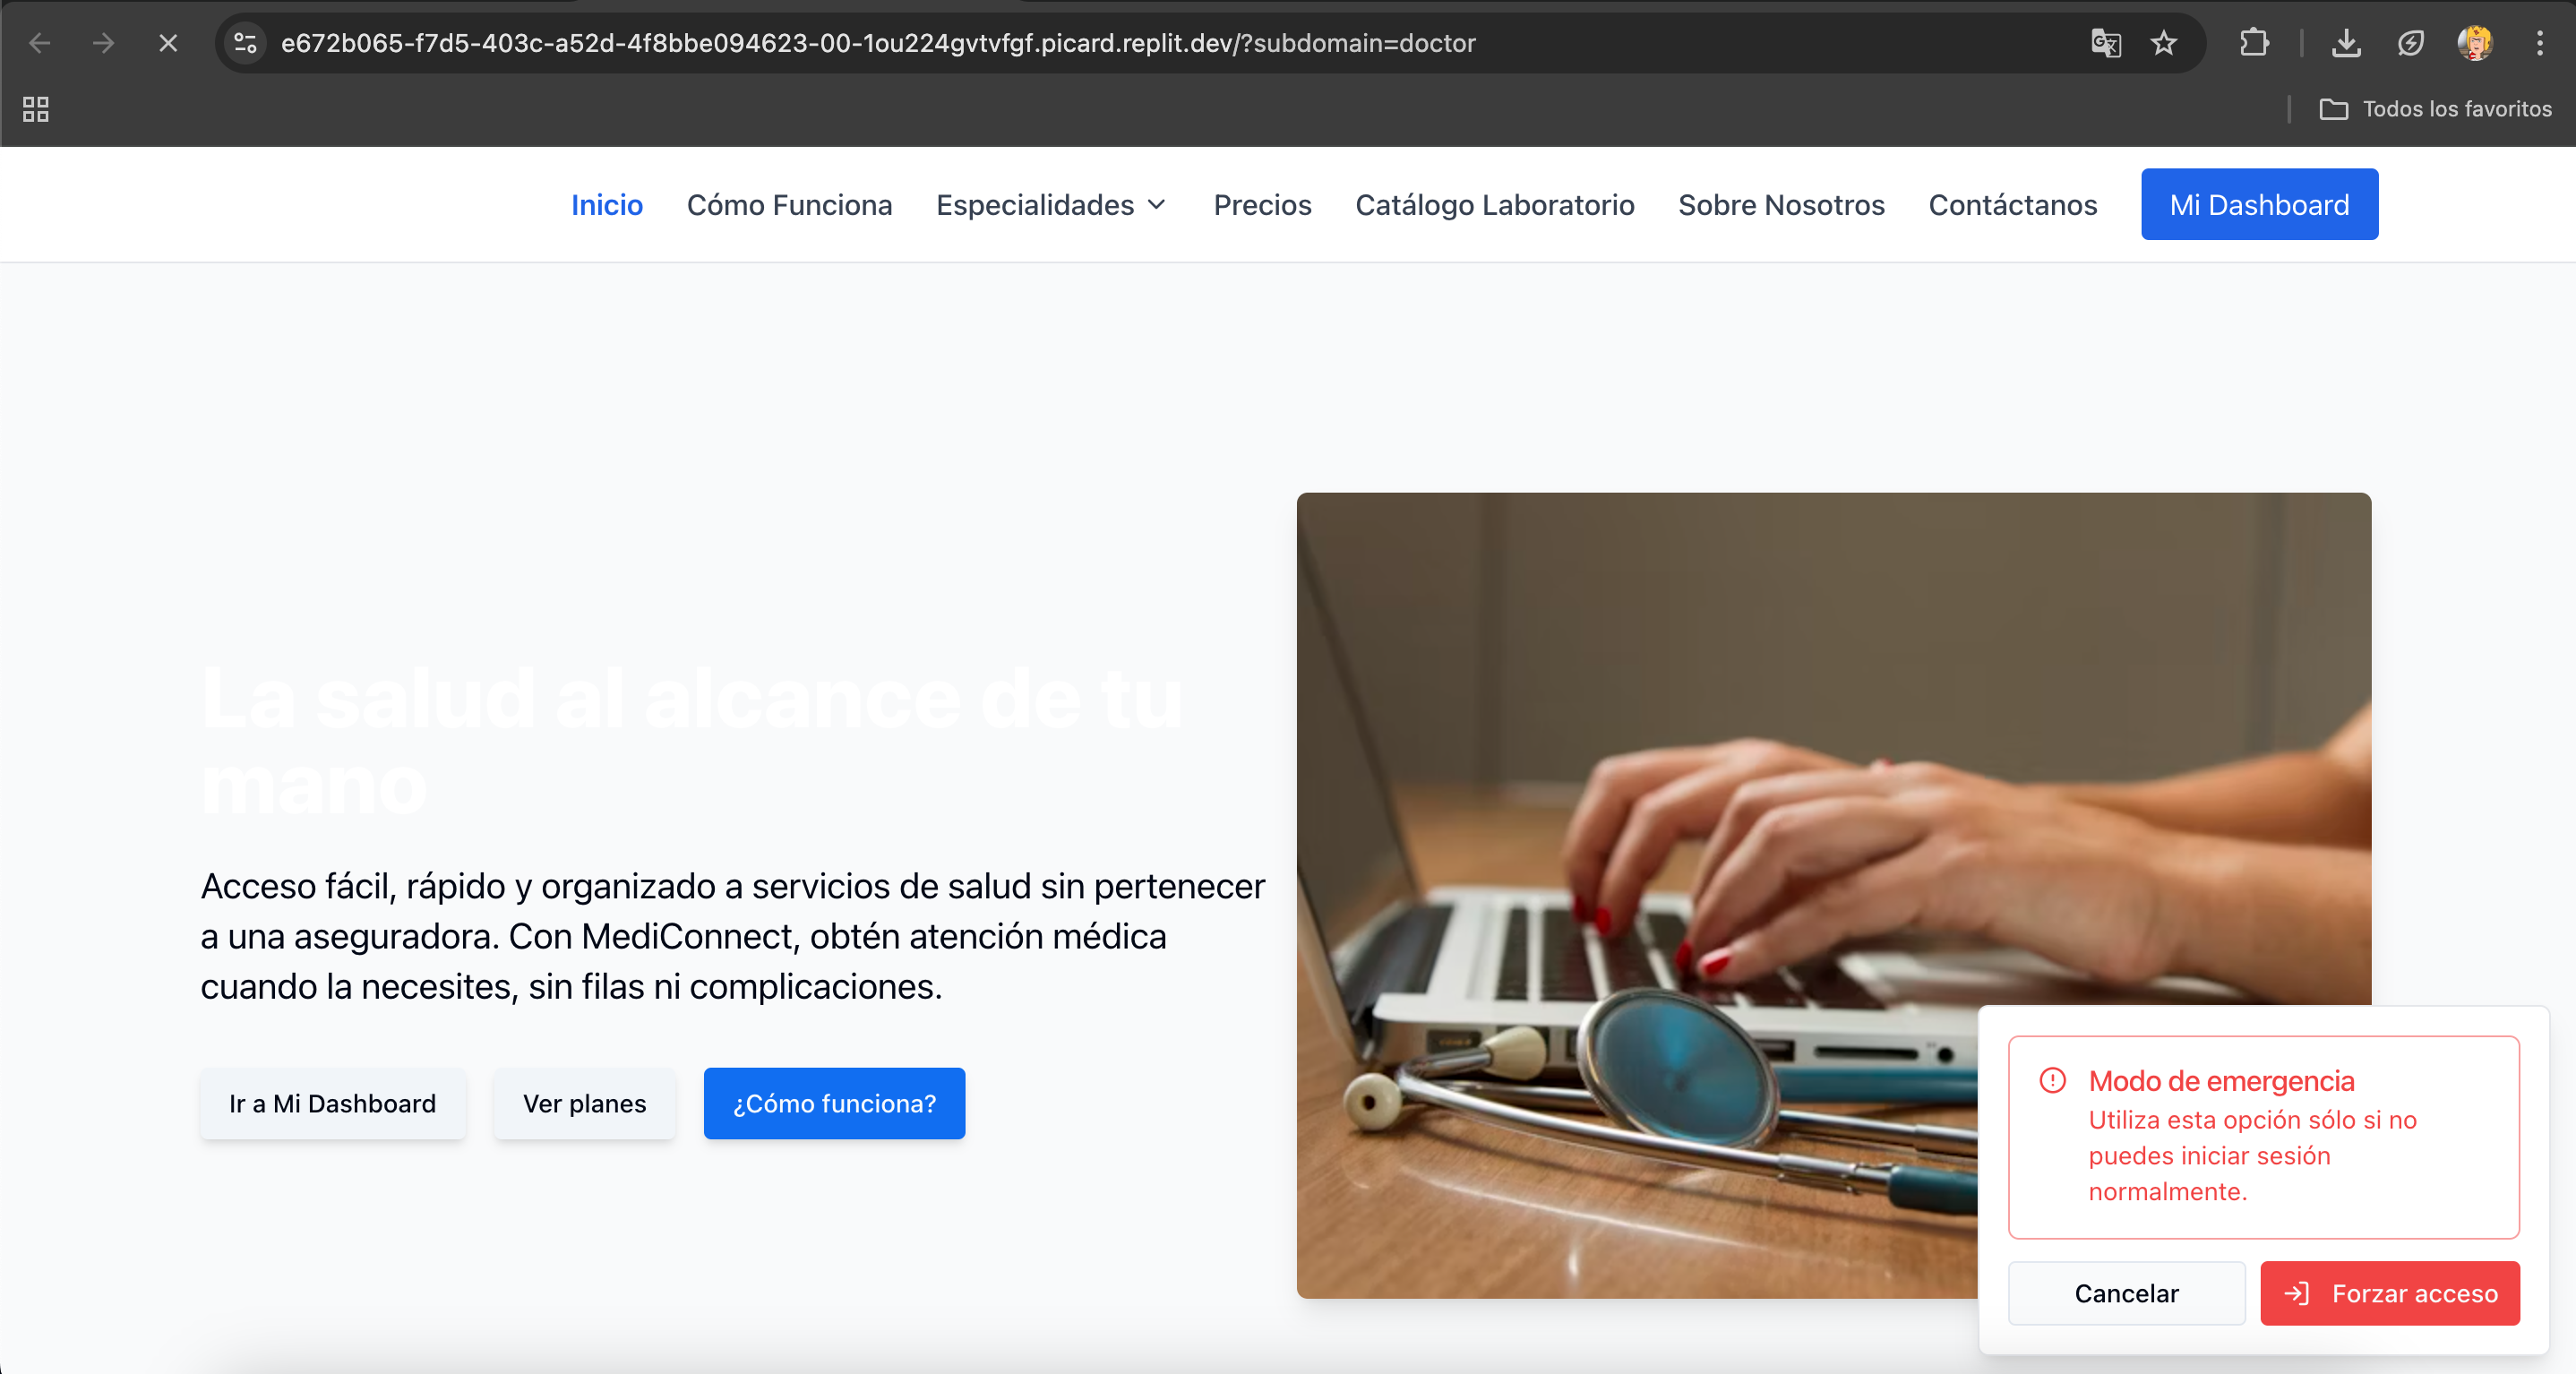 e672b065-f7d5-403c-a52d-4f8bbe094623-00-1ou224gvtvfgf.picard.replit.dev/?subdomain=doctor
Todos los favoritos
Inicio Cómo Funciona Especialidades Precios Catálogo Laboratorio Sobre Nosotros Contáctanos Mi Dashboard
La salud al alcance de tu
mano
Acceso fácil, rápido y organizado a servicios de salud sin pertenecer
a una aseguradora. Con MediConnect, obtén atención médica
cuando la necesites, sin filas ni complicaciones.
Ir a Mi Dashboard Ver planes ¿Cómo funciona?
Modo de emergencia
Utiliza esta opción sólo si no
puedes iniciar sesión
normalmente.
Cancelar Forzar acceso